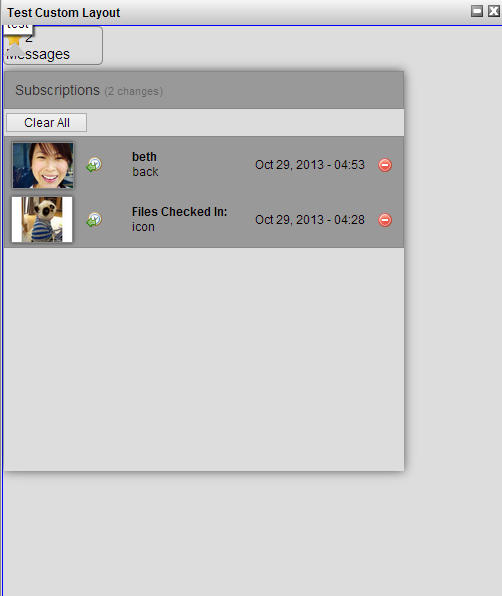 Test Custom Layout
test
2
Messages
Subscriptions (2 changes)
Clear All
beth
back
Oct 29, 2013 - 04:53
Files Checked In:
icon
Oct 29, 2013 - 04:28